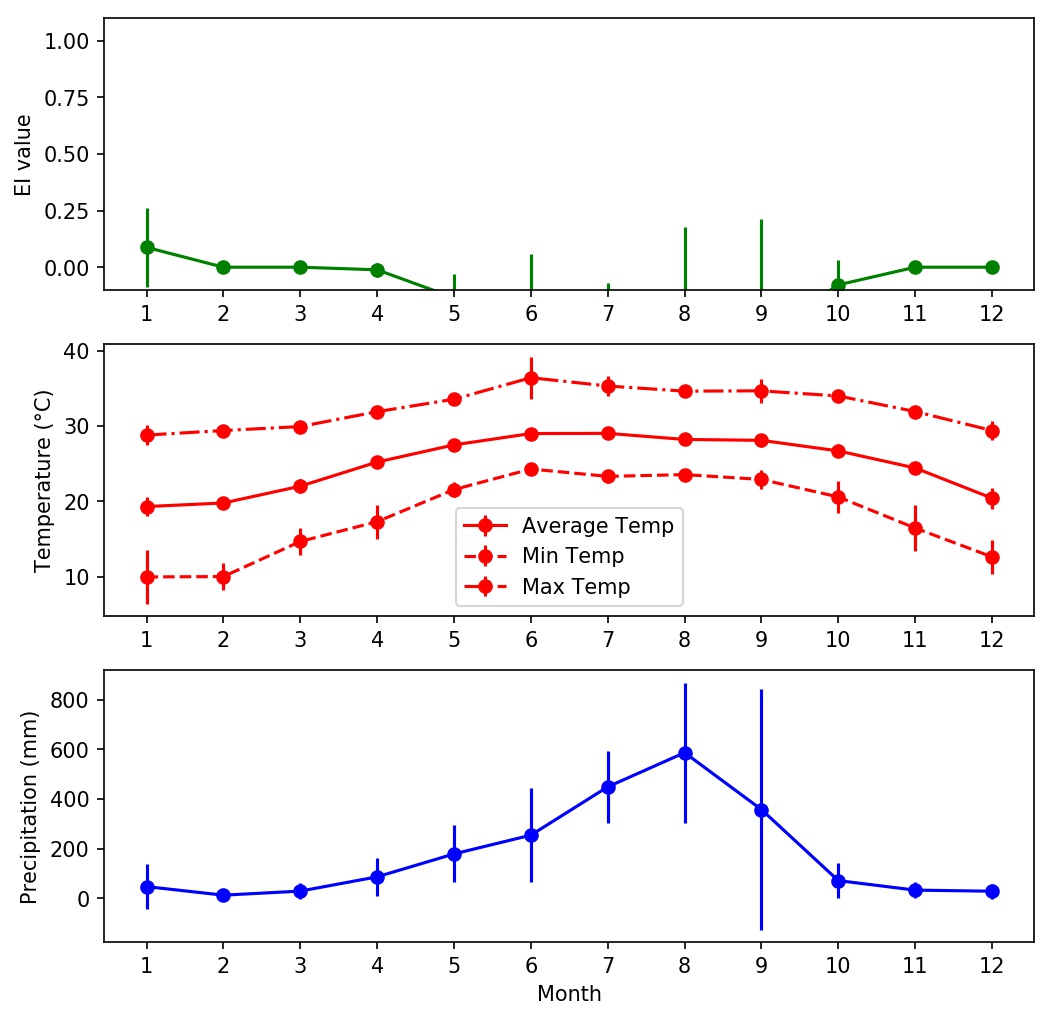 EI value
1.00
0.75
0.50
0.25
0.00
1 2 3 4 5 6 7 8 9 10 11 12
Temperature (°C)
40
30
20
10
Average Temp
Min Temp
Max Temp
1 2 3 4 5 6 7 8 9 10 11 12
Precipitation (mm)
800
600
400
200
0
1 2 3 4 5 6 7 8 9 10 11 12
Month